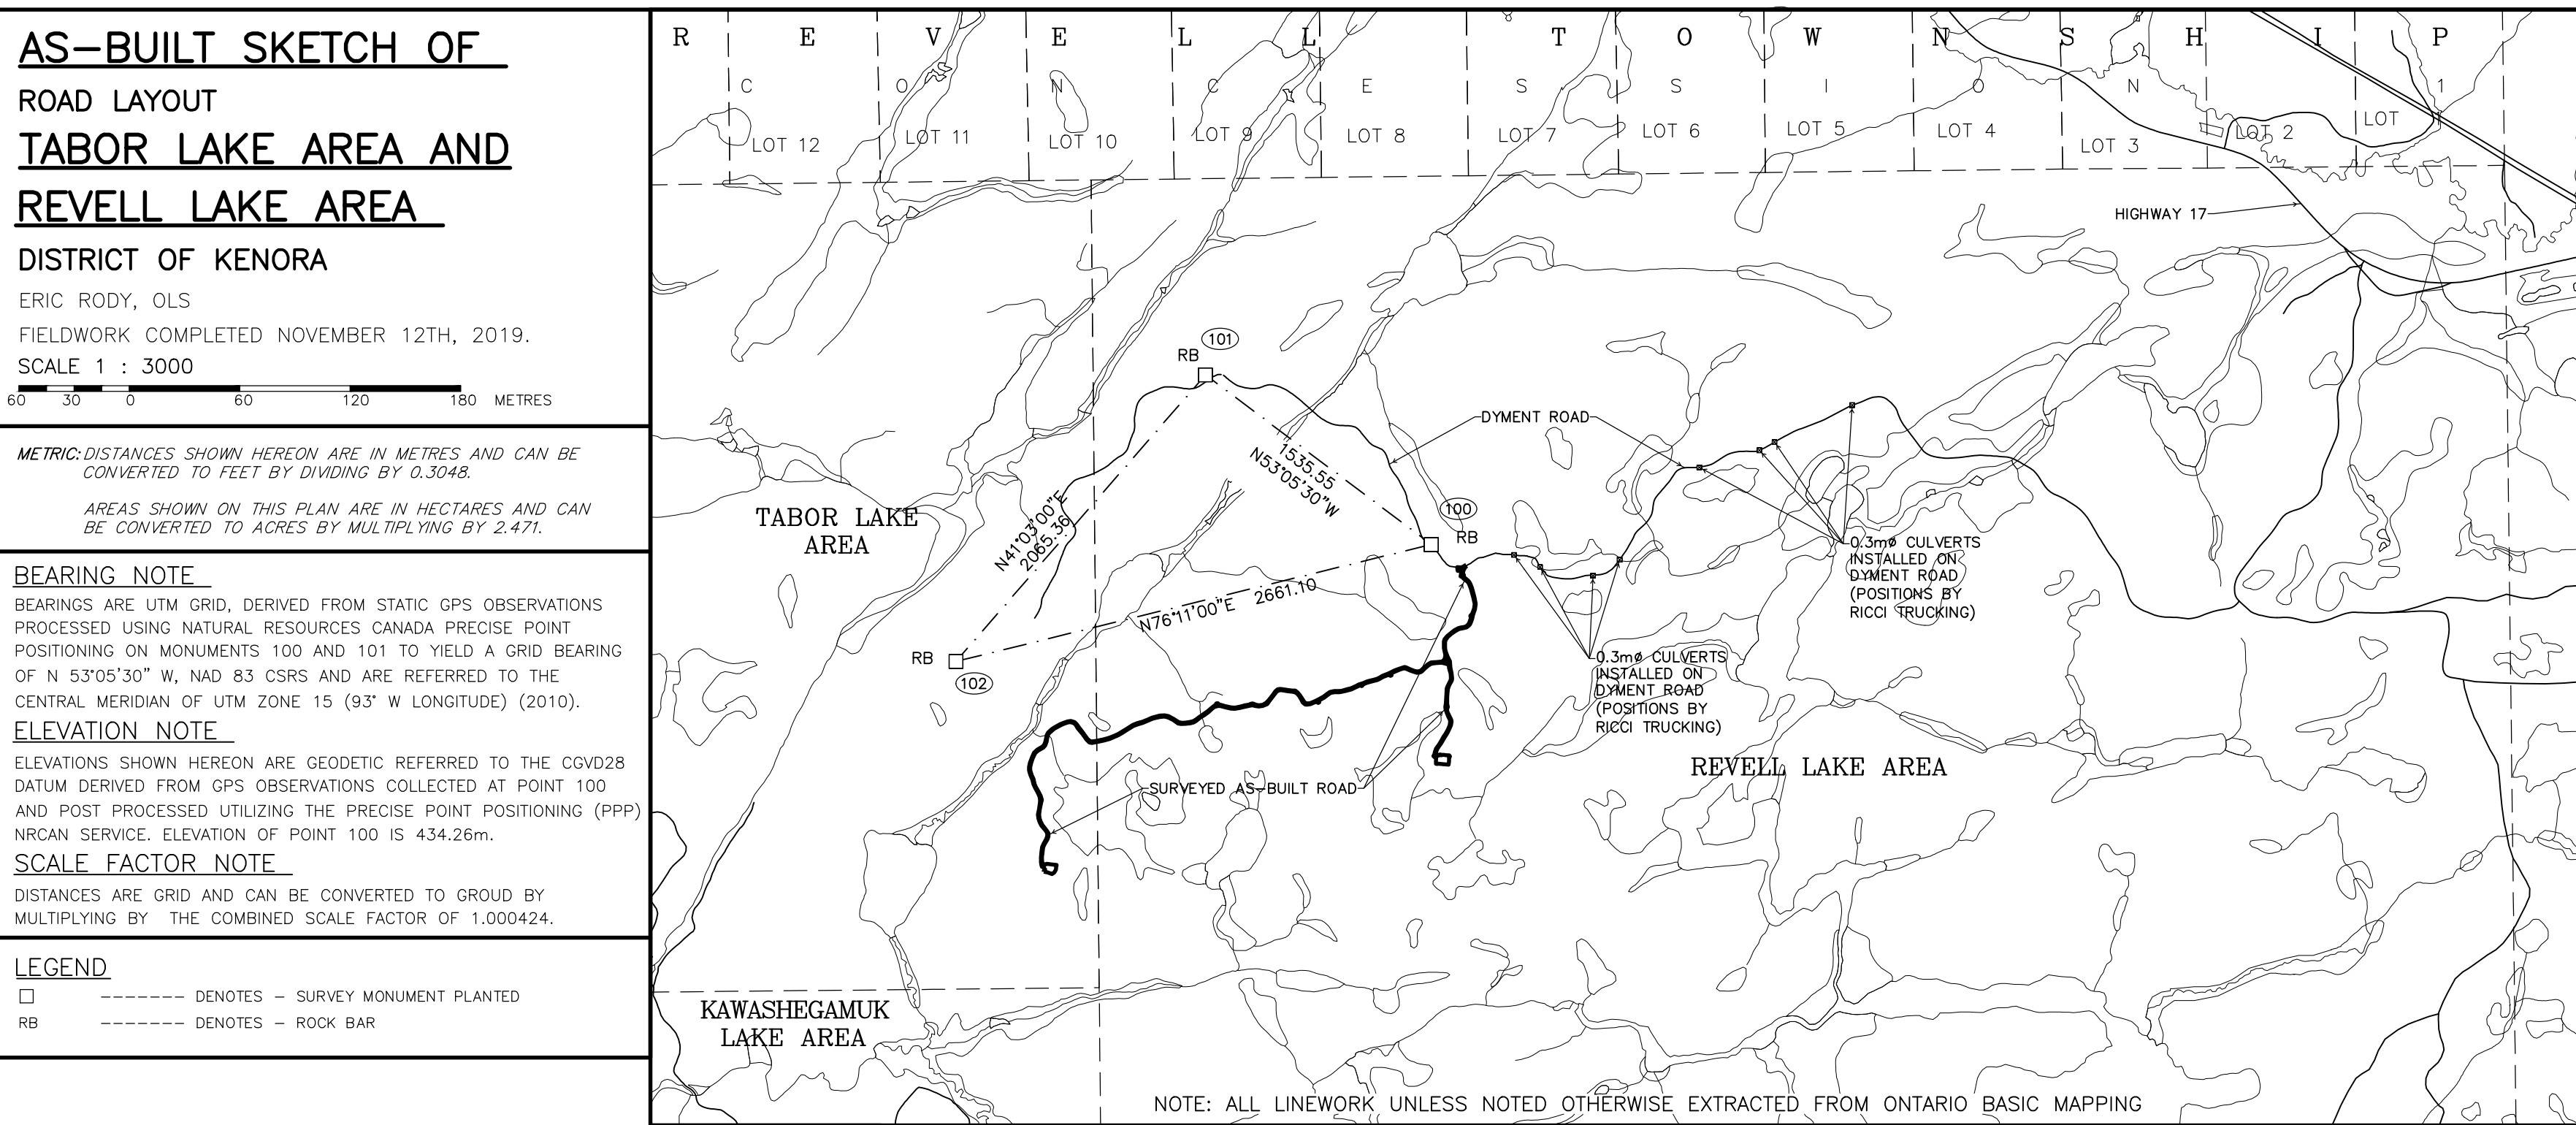 AS-BUILT SKETCH OF
ROAD LAYOUT
TABOR LAKE AREA AND
REVELL LAKE AREA
DISTRICT OF KENORA
ERIC RODY, OLS
FIELDWORK COMPLETED NOVEMBER 12TH, 2019.
SCALE 1 : 3000
60 30 0 60 120 180 METRES
METRIC: DISTANCES SHOWN HEREON ARE IN METRES AND CAN BE
CONVERTED TO FEET BY DIVIDING BY 0.3048.
AREAS SHOWN ON THIS PLAN ARE IN HECTARES AND CAN
BE CONVERTED TO ACRES BY MULTIPLYING BY 2.471.
BEARING NOTE
BEARINGS ARE UTM GRID, DERIVED FROM STATIC GPS OBSERVATIONS
PROCESSED USING NATURAL RESOURCES CANADA PRECISE POINT
POSITIONING ON MONUMENTS 100 AND 101 TO YIELD A GRID BEARING
OF N 53°05'30" W, NAD 83 CSRS AND ARE REFERRED TO THE
CENTRAL MERIDIAN OF UTM ZONE 15 (93° W LONGITUDE) (2010).
ELEVATION NOTE
ELEVATIONS SHOWN HEREON ARE GEODETIC REFERRED TO THE CGVD28
DATUM DERIVED FROM GPS OBSERVATIONS COLLECTED AT POINT 100
AND POST PROCESSED UTILIZING THE PRECISE POINT POSITIONING (PPP)
NRCAN SERVICE. ELEVATION OF POINT 100 IS 434.26m.
SCALE FACTOR NOTE
DISTANCES ARE GRID AND CAN BE CONVERTED TO GROUD BY
MULTIPLYING BY THE COMBINED SCALE FACTOR OF 1.000424.
LEGEND
------- DENOTES - SURVEY MONUMENT PLANTED
RB ------- DENOTES - ROCK BAR
R E V E L L T O W N S H I P
C O N C E S S I O N 1
LOT 12
LOT 11
LOT 10
LOT 9
LOT 8
LOT 7
LOT 6
LOT 5
LOT 4
LOT 3
LOT 2
LOT 1
HIGHWAY 17
101
RB
DYMENT ROAD
1535.55
N53°05'30"W
100
RB
N41°03'00"E
2065.36
TABOR LAKE
AREA
0.3mø CULVERTS
INSTALLED ON
DYMENT ROAD
(POSITIONS BY
RICCI TRUCKING)
N76°11'00"E 2661.10
RB
102
0.3mø CULVERTS
INSTALLED ON
DYMENT ROAD
(POSITIONS BY
RICCI TRUCKING)
REVELL LAKE AREA
SURVEYED AS-BUILT ROAD
KAWASHEGAMUK
LAKE AREA
NOTE: ALL LINEWORK UNLESS NOTED OTHERWISE EXTRACTED FROM ONTARIO BASIC MAPPING